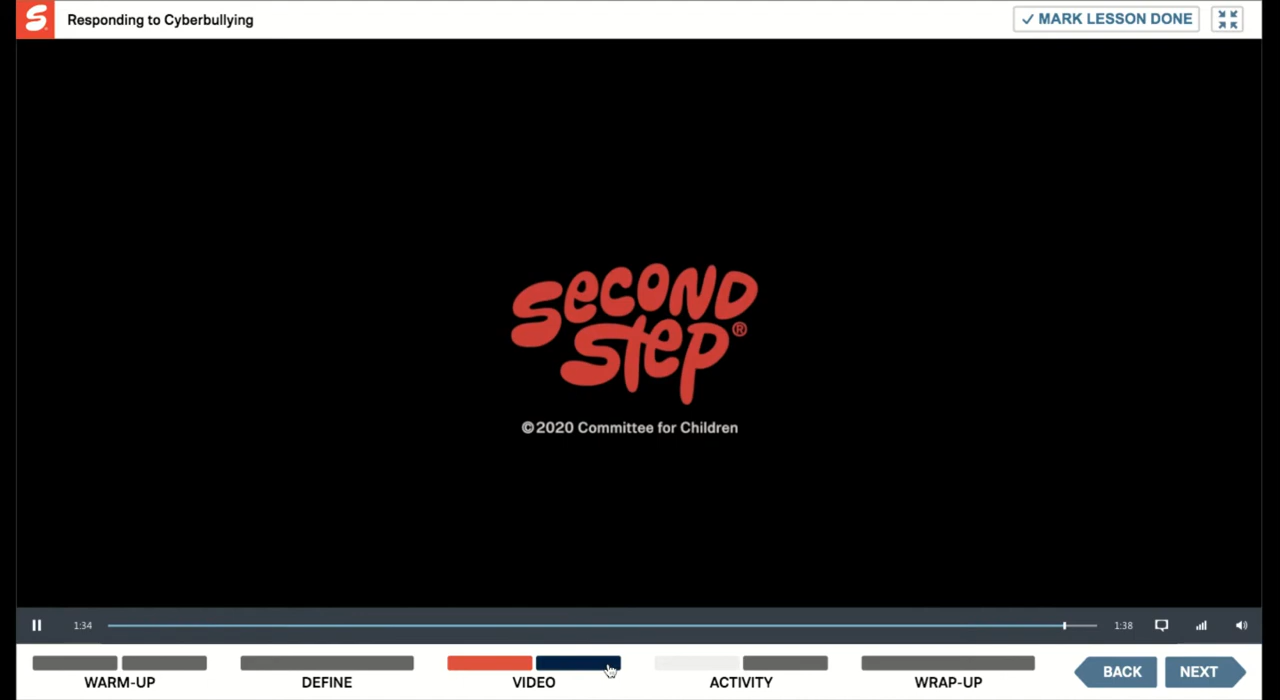 Responding to Cyberbullying
✓ MARK LESSON DONE
SECOND
STEP®
©2020 Committee for Children
1:34
1:38
WARM-UP
DEFINE
VIDEO
ACTIVITY
WRAP-UP
BACK
NEXT